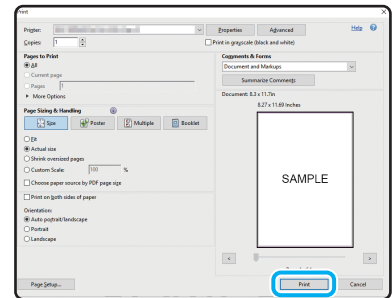 Print
Printer:
Properties
Advanced
Help
Copies:
1
Print in grayscale (black and white)
Pages to Print
All
Current page
Pages
1
More Options
Comments & Forms
Document and Markups
Summarize Comments
Page Sizing & Handling
Size
Poster
Multiple
Booklet
Fit
Actual size
Shrink oversized pages
Custom Scale:
100
%
Choose paper source by PDF page size
Print on both sides of paper
Orientation:
Auto portrait/landscape
Portrait
Landscape
Document: 8.3 x 11.7in
8.27 x 11.69 Inches
SAMPLE
<
>
Page Setup...
Print
Cancel